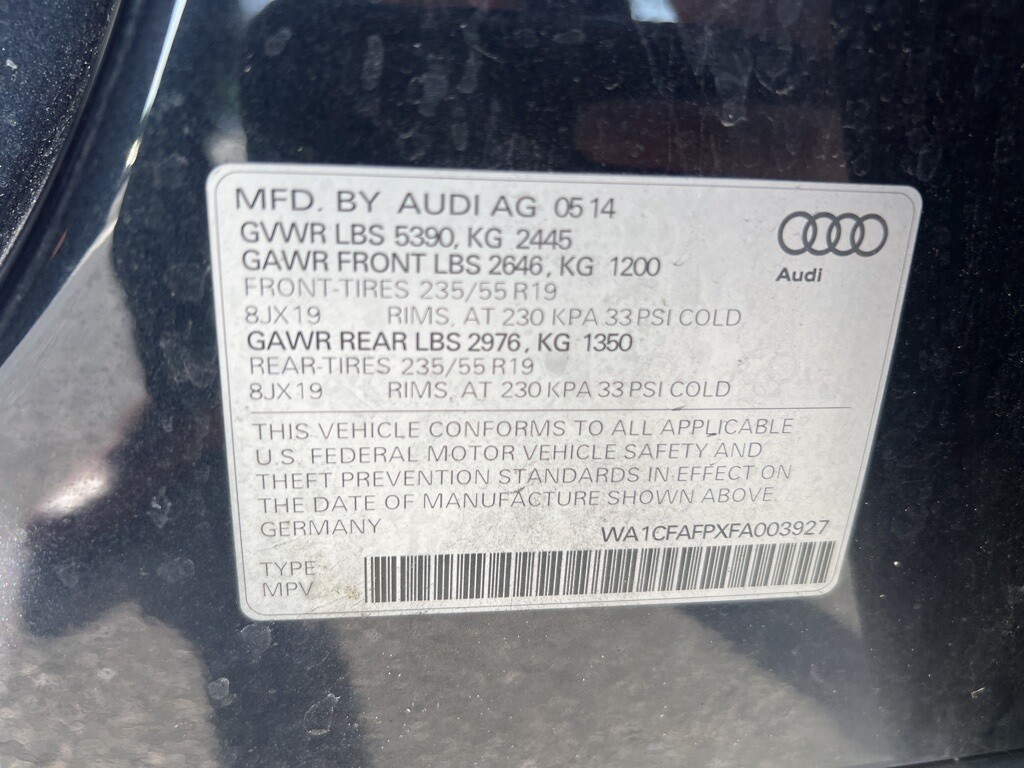 MFD. BY AUDI AG 05 14
GVWR LBS 5390, KG 2445
GAWR FRONT LBS 2646, KG 1200
FRONT-TIRES 235/55 R19
8JX19 RIMS, AT 230 KPA 33 PSI COLD
GAWR REAR LBS 2976, KG 1350
REAR-TIRES 235/55 R19
8JX19 RIMS, AT 230 KPA 33 PSI COLD
Audi
THIS VEHICLE CONFORMS TO ALL APPLICABLE
U.S. FEDERAL MOTOR VEHICLE SAFETY AND
THEFT PREVENTION STANDARDS IN EFFECT ON
THE DATE OF MANUFACTURE SHOWN ABOVE.
GERMANY WA1CFAFPXFA003927
TYPE
MPV